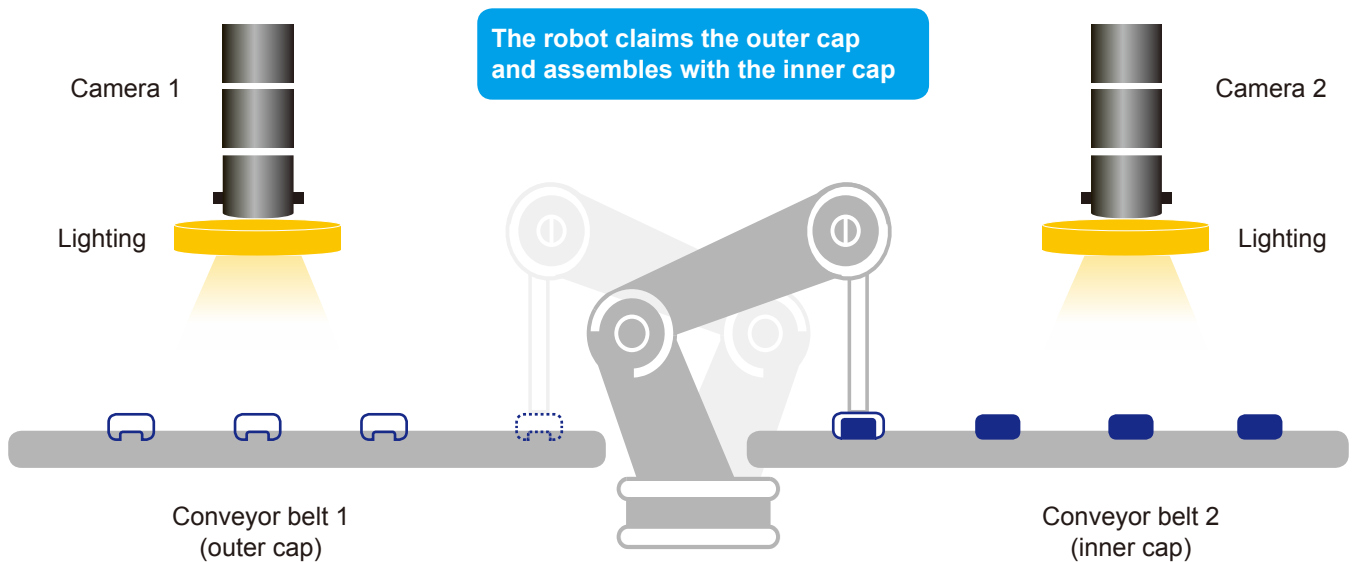 The robot claims the outer cap
and assembles with the inner cap
Camera 1
Camera 2
Lighting
Lighting
Conveyor belt 1
(outer cap)
Conveyor belt 2
(inner cap)